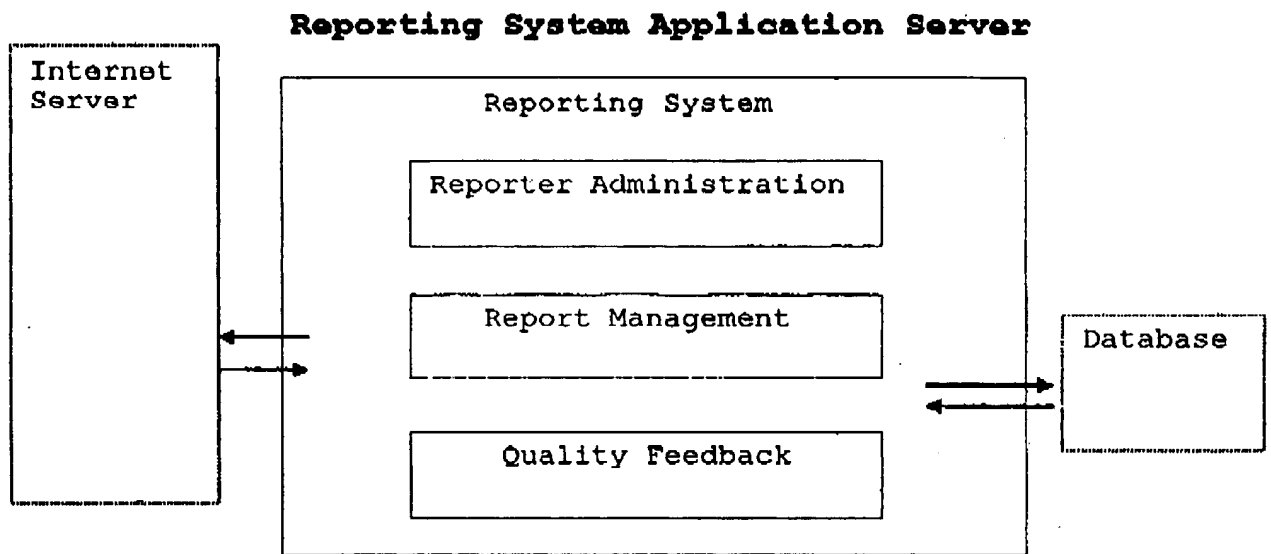 Reporting System Application Server
Internet
Server
Reporting System
Reporter Administration
Report Management
Database
Quality Feedback